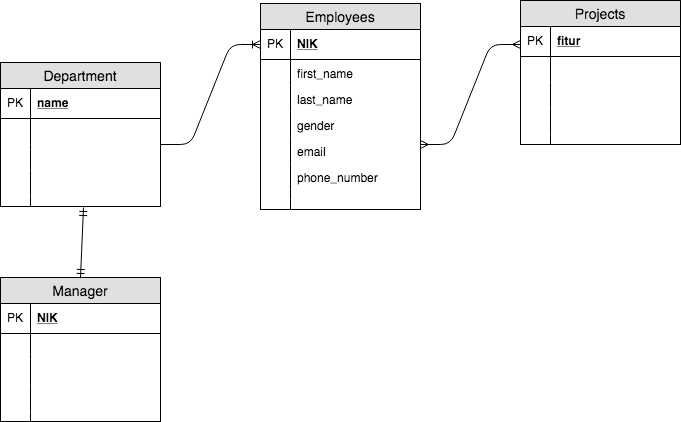 Employees
PK NIK
first_name
last_name
gender
email
phone_number
Projects
PK fitur
Department
PK name
Manager
PK NIK